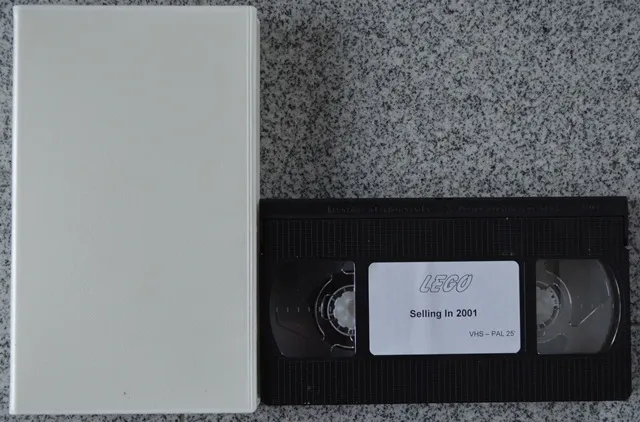 LEGO
Selling In 2001
VHS – PAL 25'